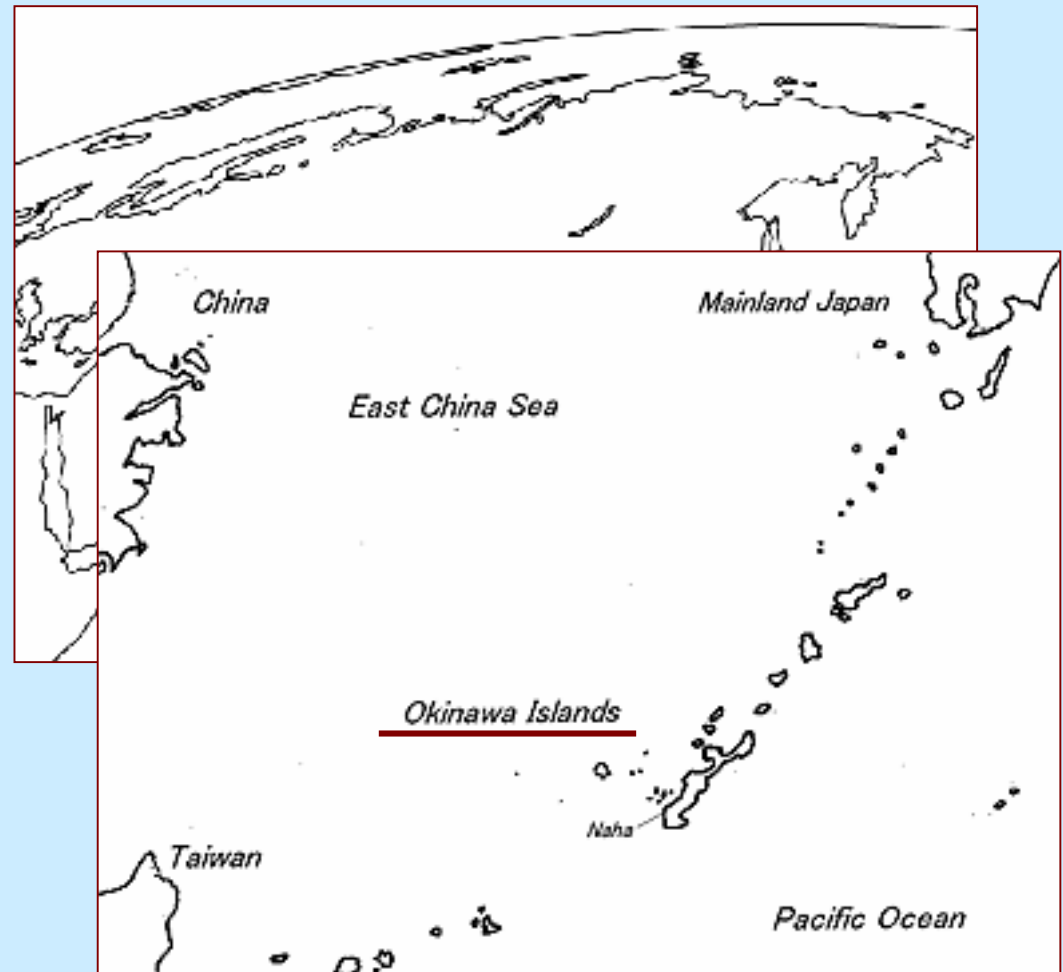 China
Mainland Japan
East China Sea
Okinawa Islands
Naha
Taiwan
Pacific Ocean